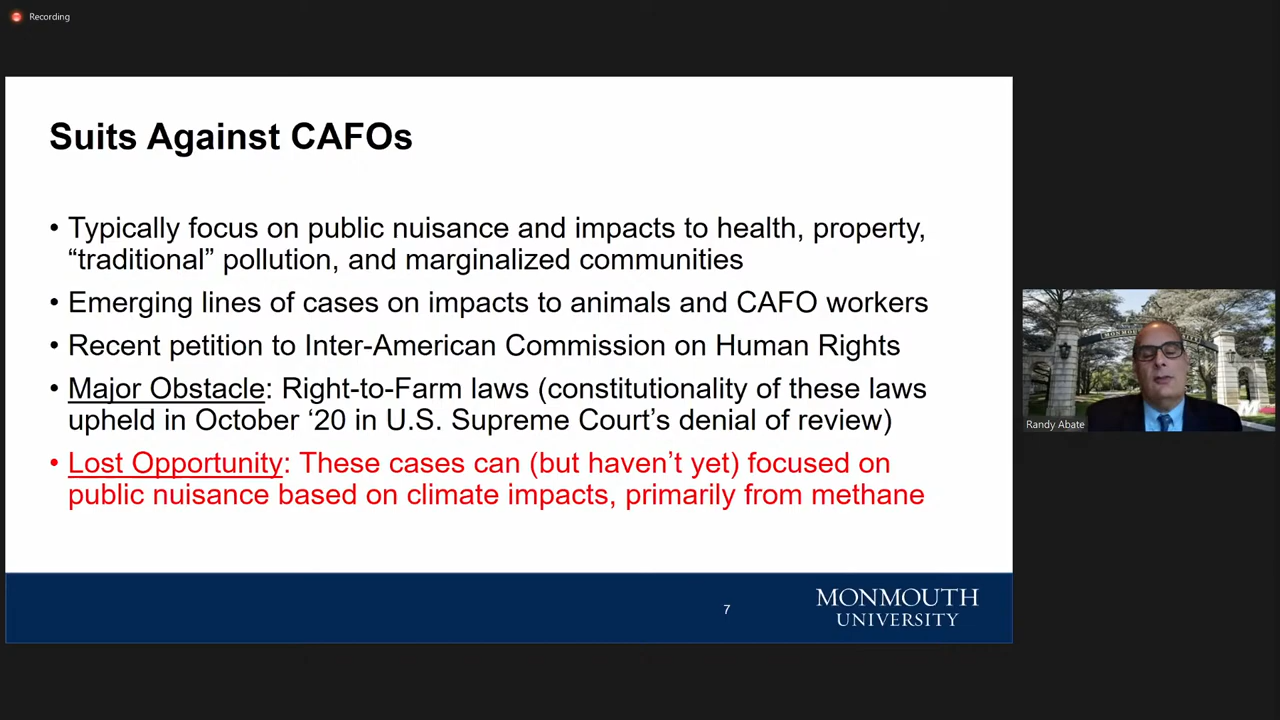 Recording
Suits Against CAFOs
• Typically focus on public nuisance and impacts to health, property,
“traditional” pollution, and marginalized communities
• Emerging lines of cases on impacts to animals and CAFO workers
• Recent petition to Inter-American Commission on Human Rights
• Major Obstacle: Right-to-Farm laws (constitutionality of these laws
upheld in October ‘20 in U.S. Supreme Court’s denial of review)
• Lost Opportunity: These cases can (but haven’t yet) focused on
public nuisance based on climate impacts, primarily from methane
7
MONMOUTH
UNIVERSITY
Randy Abate